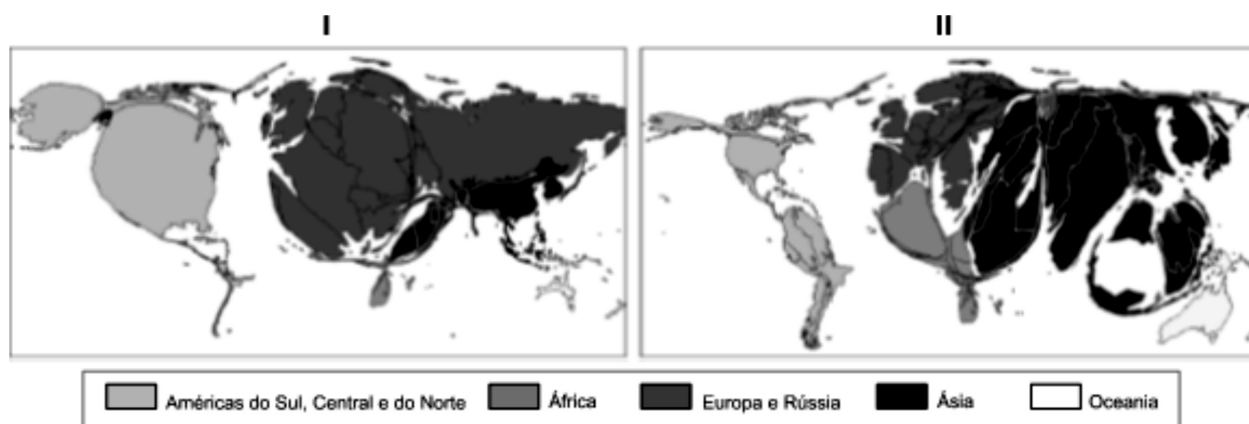 I
II
Américas do Sul, Central e do Norte
África
Europa e Rússia
Ásia
Oceania